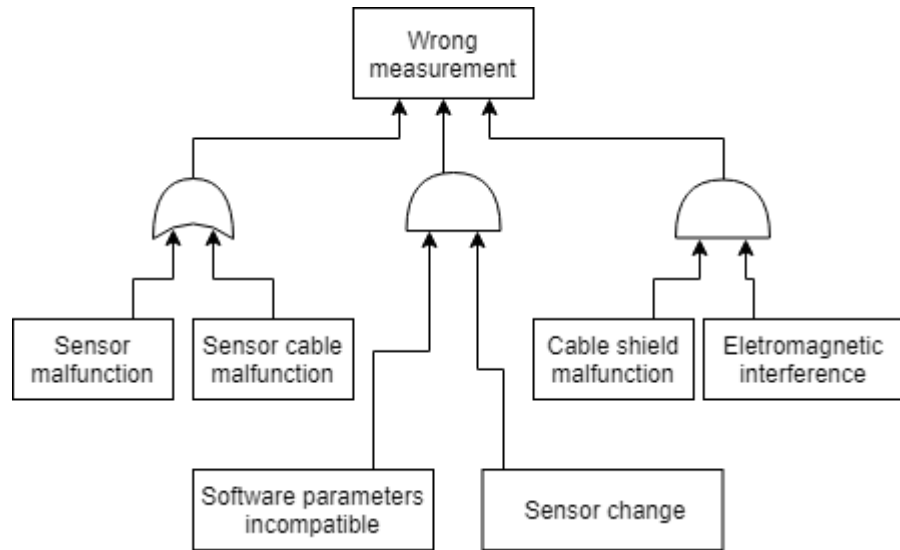 Wrong
measurement
Sensor
malfunction
Sensor cable
malfunction
Cable shield
malfunction
Eletromagnetic
interference
Software parameters
incompatible
Sensor change